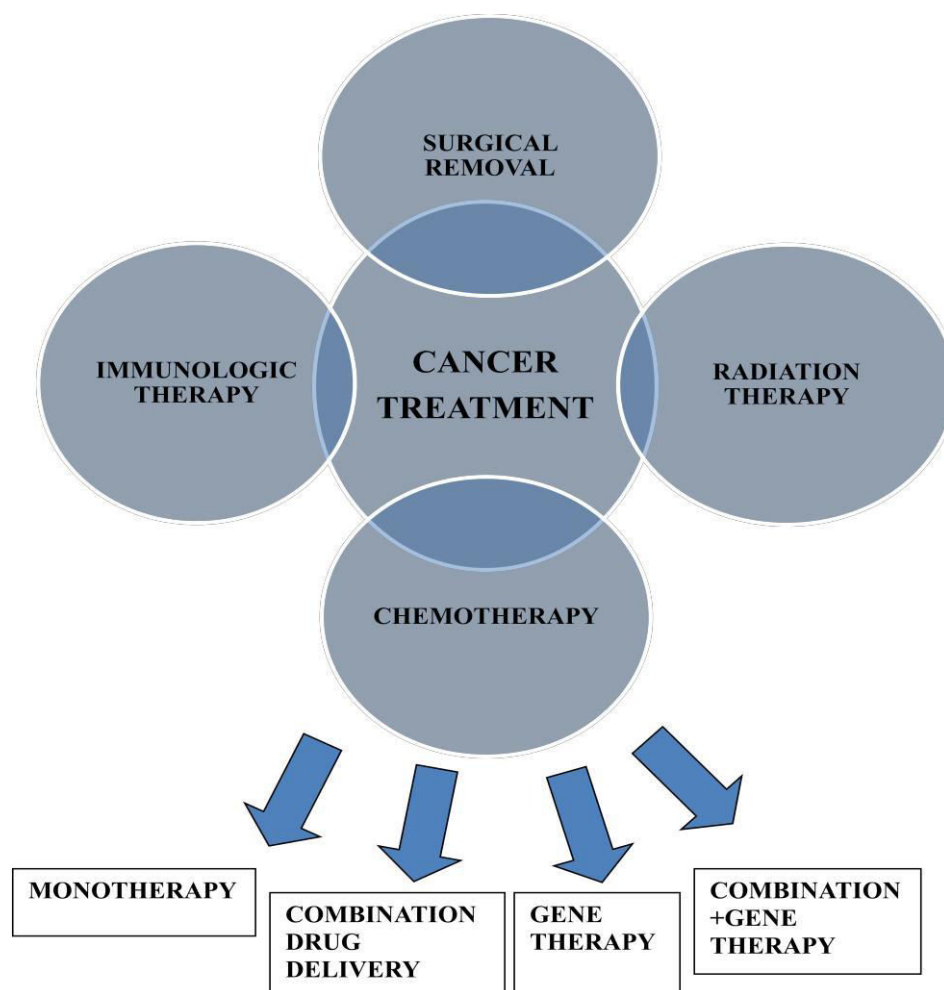 SURGICAL
REMOVAL
IMMUNOLOGIC
THERAPY
CANCER
TREATMENT
RADIATION
THERAPY
CHEMOTHERAPY
MONOTHERAPY
COMBINATION
DRUG
DELIVERY
GENE
THERAPY
COMBINATION
+GENE
THERAPY